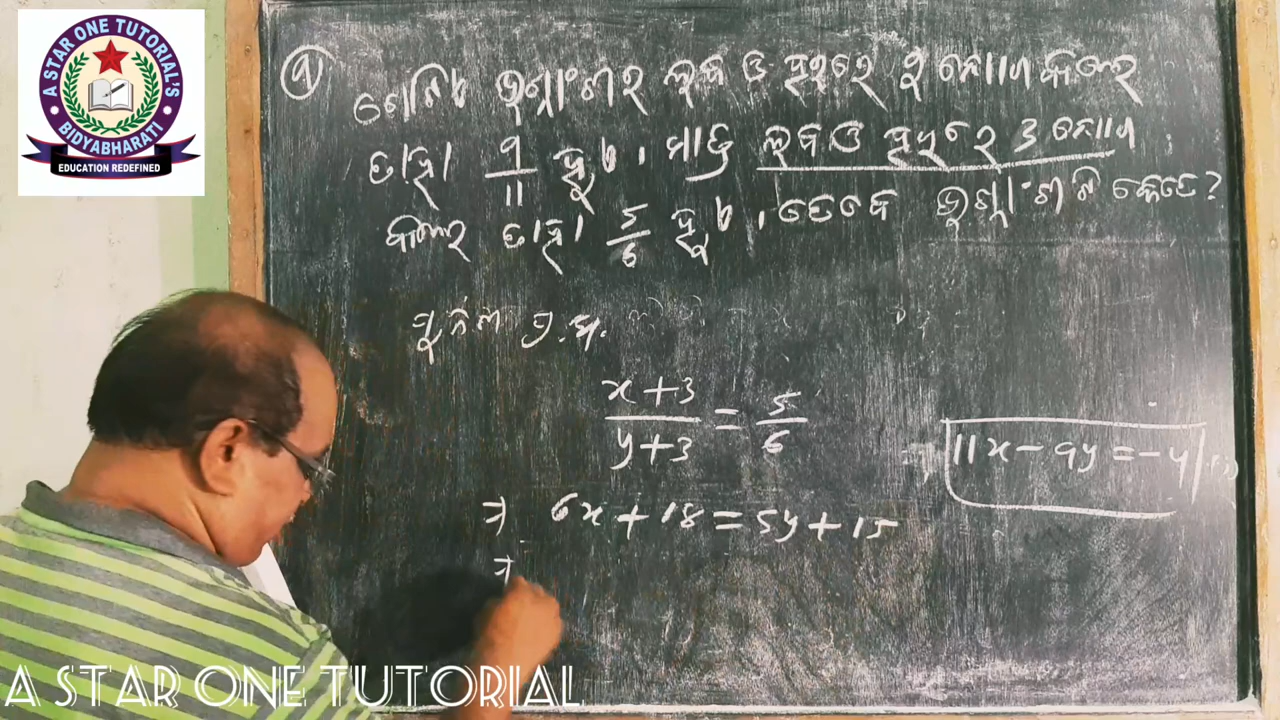 A STAR ONE TUTORIAL'S
BIDYABHARATI
EDUCATION REDEFINED
ଭଗ୍ନାଂଶର ଲବ ଓ ହରରେ ୨ ଯୋଗ କଲେ
ତାହା 9/11 ହୁଏ । ମାତ୍ର ଲବ ଓ ହରରେ 3 ଯୋଗ
କଲେ ତାହା 5/6 ହୁଏ, ତେବେ ଭଗ୍ନାଂଶଟି କେତେ?
x+3/y+3 = 5/6
11x - 9y = -4
⇒ 6x + 18 = 5y + 15
⇒
A STAR ONE TUTORIAL